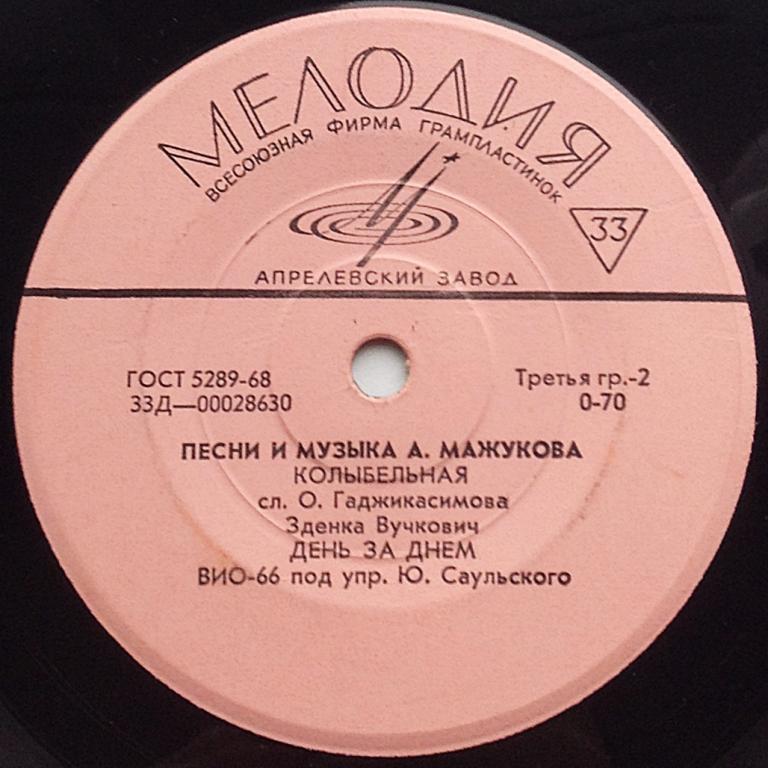 МЕЛОДИЯ
ВСЕСОЮЗНАЯ ФИРМА ГРАМПЛАСТИНОК
33
АПРЕЛЕВСКИЙ ЗАВОД
ГОСТ 5289-68
Третья гр.-2
33Д—00028630
0-70
ПЕСНИ И МУЗЫКА А. МАЖУКОВА
КОЛЫБЕЛЬНАЯ
сл. О. Гаджикасимова
Зденка Вучкович
ДЕНЬ ЗА ДНЕМ
ВИО-66 под упр. Ю. Саульского